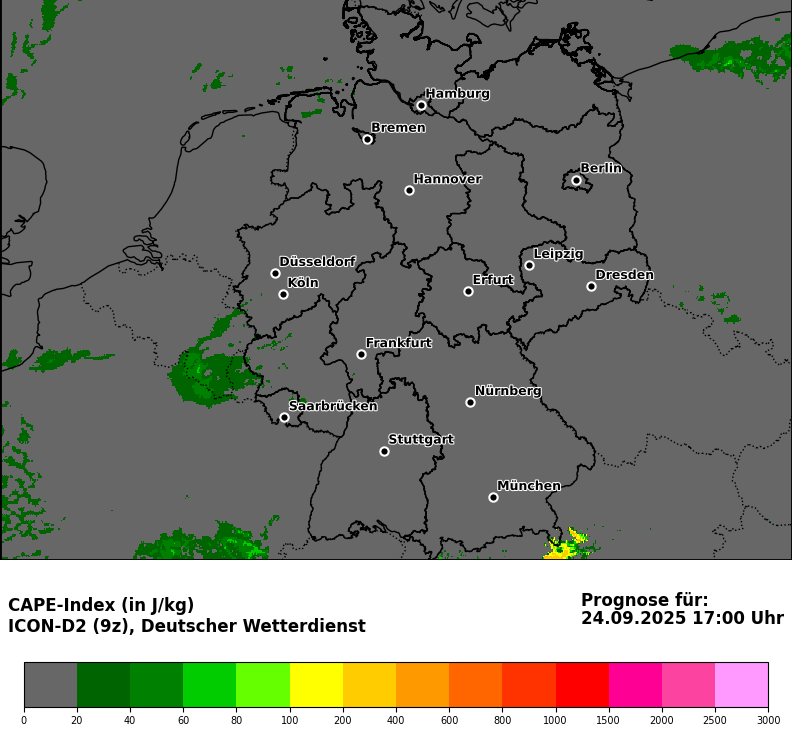 Hamburg
Bremen
Berlin
Hannover
Leipzig
Düsseldorf
Dresden
Köln
Erfurt
Frankfurt
Nürnberg
Saarbrücken
Stuttgart
München
CAPE-Index (in J/kg)
ICON-D2 (9z), Deutscher Wetterdienst
Prognose für:
24.09.2025 17:00 Uhr
0 20 40 60 80 100 200 400 600 800 1000 1500 2000 2500 3000